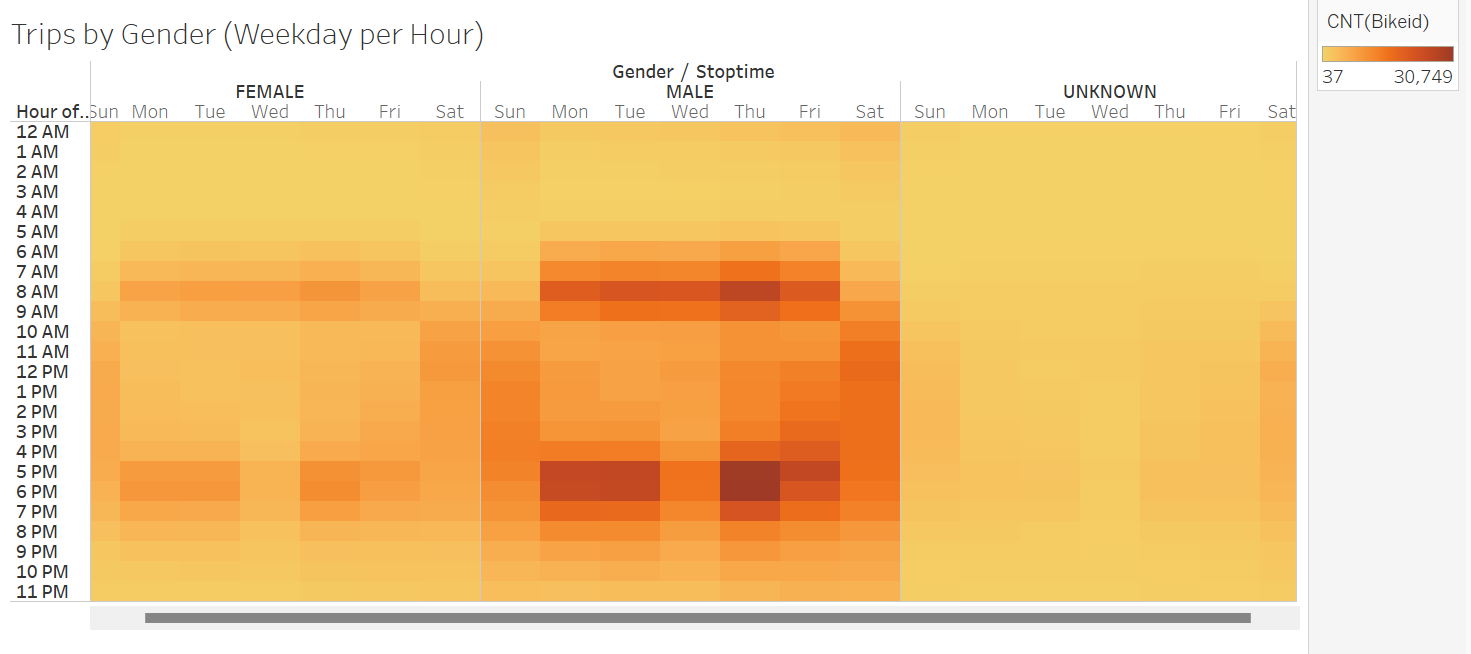 Trips by Gender (Weekday per Hour)
CNT(Bikeid)
37 30,749
Gender / Stoptime
FEMALE MALE UNKNOWN
Hour of.. Sun Mon Tue Wed Thu Fri Sat Sun Mon Tue Wed Thu Fri Sat Sun Mon Tue Wed Thu Fri Sat
12 AM
1 AM
2 AM
3 AM
4 AM
5 AM
6 AM
7 AM
8 AM
9 AM
10 AM
11 AM
12 PM
1 PM
2 PM
3 PM
4 PM
5 PM
6 PM
7 PM
8 PM
9 PM
10 PM
11 PM